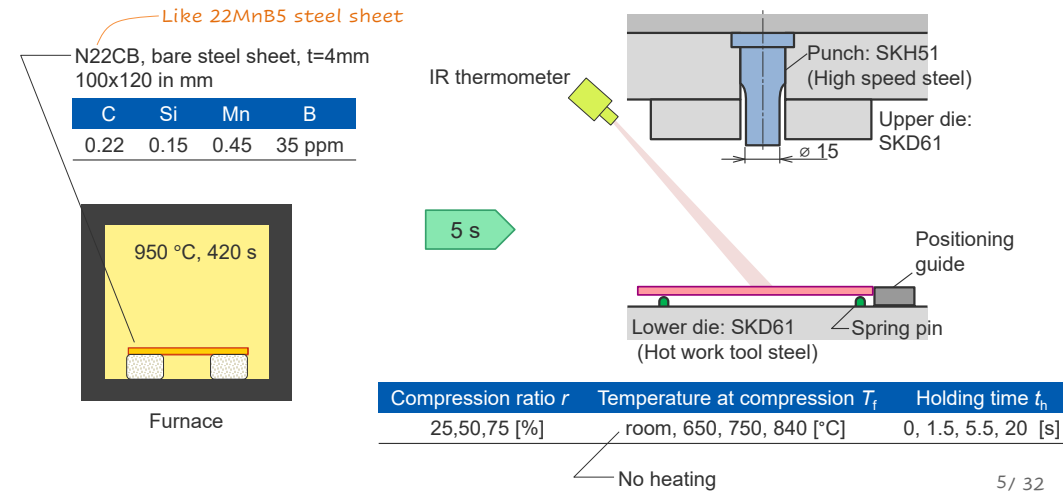 Like 22MnB5 steel sheet
N22CB, bare steel sheet, t=4mm
100x120 in mm
C Si Mn B
0.22 0.15 0.45 35 ppm
950 °C, 420 s
Furnace
5 s
IR thermometer
Punch: SKH51
(High speed steel)
Upper die:
SKD61
⌀ 15
Positioning
guide
Lower die: SKD61
(Hot work tool steel)
Spring pin
Compression ratio r Temperature at compression Tf Holding time th
25,50,75 [%] room, 650, 750, 840 [°C] 0, 1.5, 5.5, 20 [s]
No heating
5/ 32